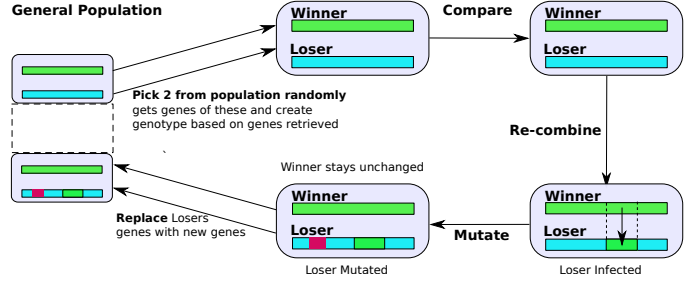 General Population
Winner
Loser
Compare
Winner
Loser
Pick 2 from population randomly
gets genes of these and create
genotype based on genes retrieved
Re-combine
Winner stays unchanged
Winner
Loser
Replace Losers
genes with new genes
Mutate
Winner
Loser
Loser Mutated
Loser Infected